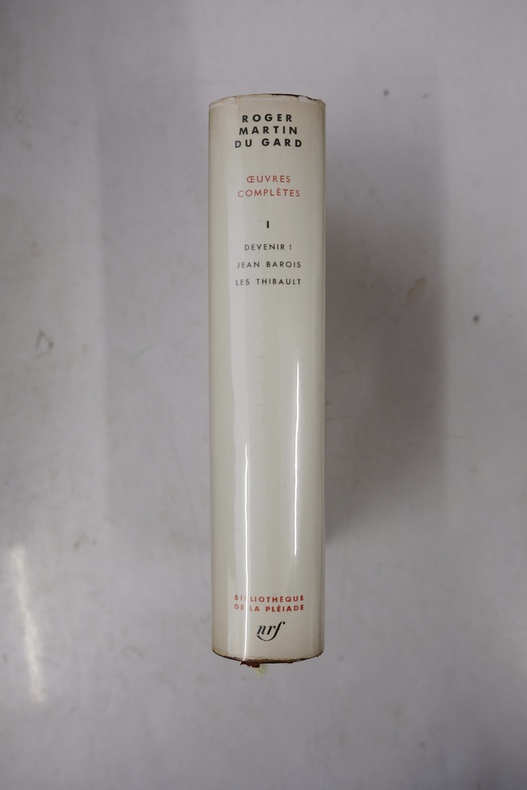 ROGER
MARTIN
DU GARD
ŒUVRES
COMPLÈTES
I
DEVENIR !
JEAN BAROIS
LES THIBAULT
BIBLIOTHÈQUE
DE LA PLÉIADE
nrf